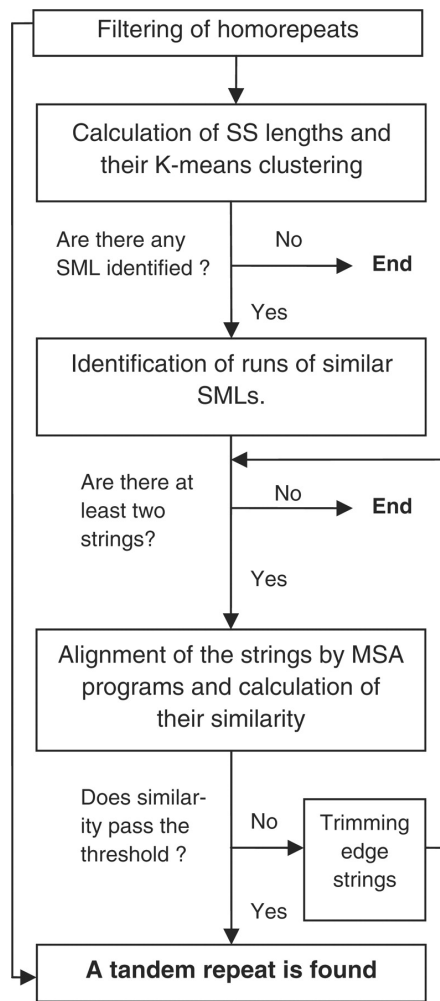 Filtering of homorepeats
Calculation of SS lengths and
their K-means clustering
Are there any
SML identified ?
No
End
Yes
Identification of runs of similar
SMLs.
Are there at
least two
strings?
No
End
Yes
Alignment of the strings by MSA
programs and calculation of
their similarity
Does similar-
ity pass the
threshold ?
No
Trimming
edge
strings
Yes
A tandem repeat is found